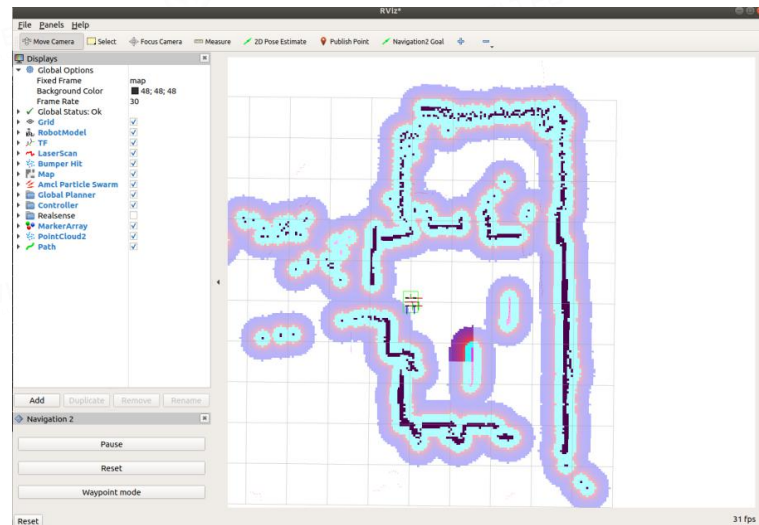 RViz*
File Panels Help
Move Camera Select Focus Camera Measure 2D Pose Estimate Publish Point Navigation2 Goal
Displays
Global Options
Fixed Frame map
Background Color 48; 48; 48
Frame Rate 30
Global Status: Ok
Grid
RobotModel
TF
LaserScan
Bumper Hit
Map
Amcl Particle Swarm
Global Planner
Controller
Realsense
MarkerArray
PointCloud2
Path
Add Duplicate Remove Rename
Navigation 2
Pause
Reset
Waypoint mode
Reset 31 fps